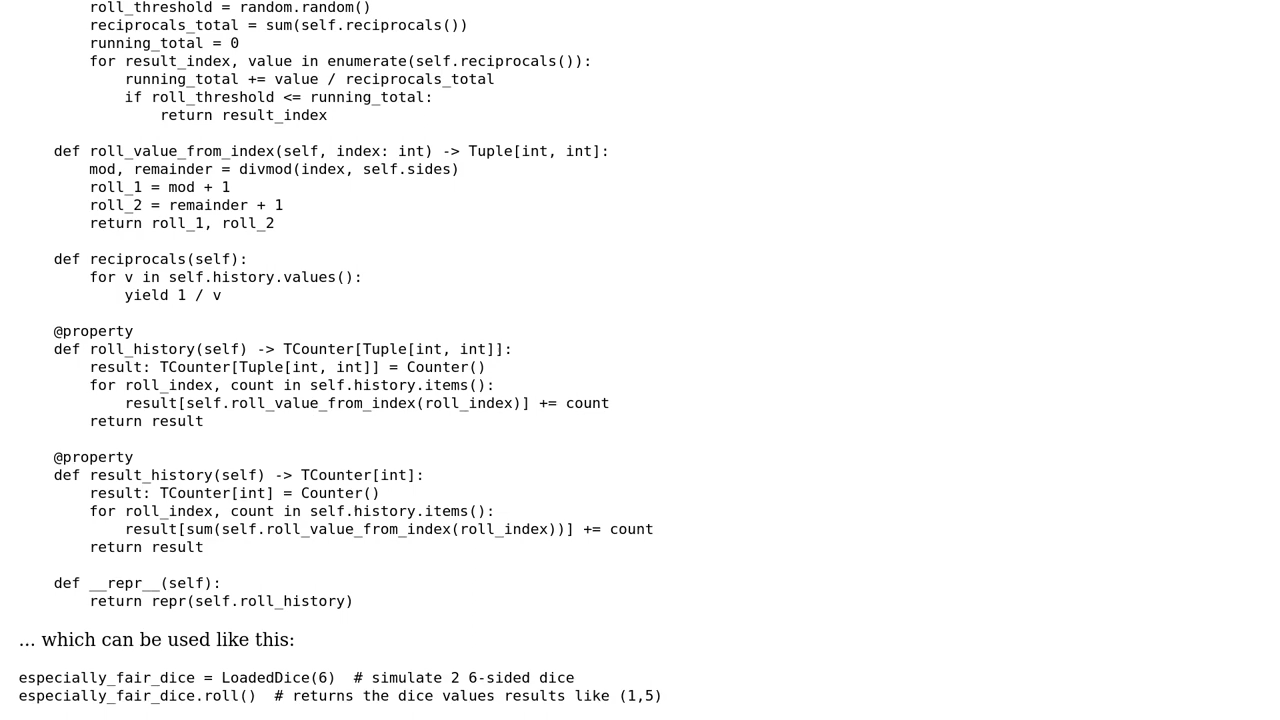 roll_threshold = random.random()
        reciprocals_total = sum(self.reciprocals())
        running_total = 0
        for result_index, value in enumerate(self.reciprocals()):
            running_total += value / reciprocals_total
            if roll_threshold <= running_total:
                return result_index

    def roll_value_from_index(self, index: int) -> Tuple[int, int]:
        mod, remainder = divmod(index, self.sides)
        roll_1 = mod + 1
        roll_2 = remainder + 1
        return roll_1, roll_2

    def reciprocals(self):
        for v in self.history.values():
            yield 1 / v

    @property
    def roll_history(self) -> TCounter[Tuple[int, int]]:
        result: TCounter[Tuple[int, int]] = Counter()
        for roll_index, count in self.history.items():
            result[self.roll_value_from_index(roll_index)] += count
        return result

    @property
    def result_history(self) -> TCounter[int]:
        result: TCounter[int] = Counter()
        for roll_index, count in self.history.items():
            result[sum(self.roll_value_from_index(roll_index))] += count
        return result

    def __repr__(self):
        return repr(self.roll_history)

... which can be used like this:

especially_fair_dice = LoadedDice(6)  # simulate 2 6-sided dice
especially_fair_dice.roll()  # returns the dice values results like (1,5)